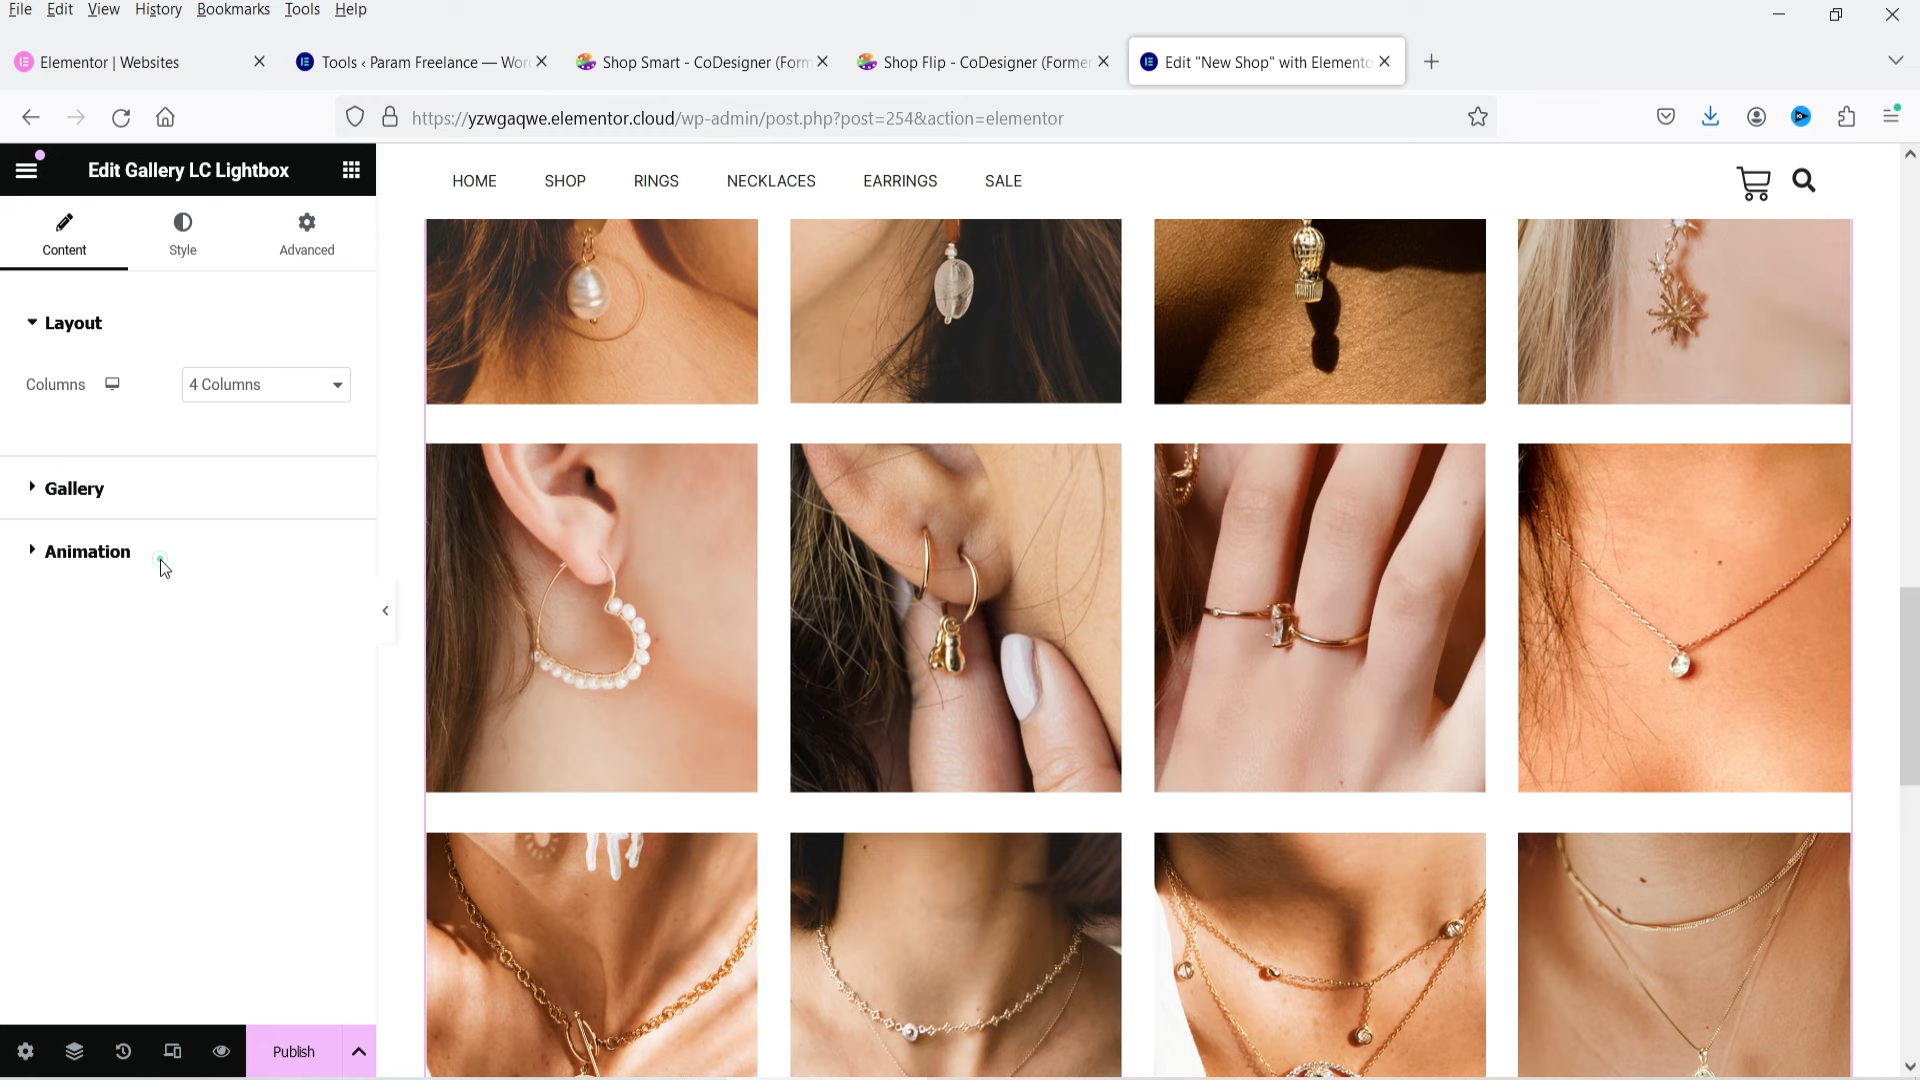 File Edit View History Bookmarks Tools Help
Elementor | Websites
Tools ‹ Param Freelance — Wor
Shop Smart - CoDesigner (Form
Shop Flip - CoDesigner (Former
Edit "New Shop" with Elemento
https://yzwgaqwe.elementor.cloud/wp-admin/post.php?post=254&action=elementor
Edit Gallery LC Lightbox
HOME SHOP RINGS NECKLACES EARRINGS SALE
Content Style Advanced
Layout
Columns 4 Columns
Gallery
Animation
Publish